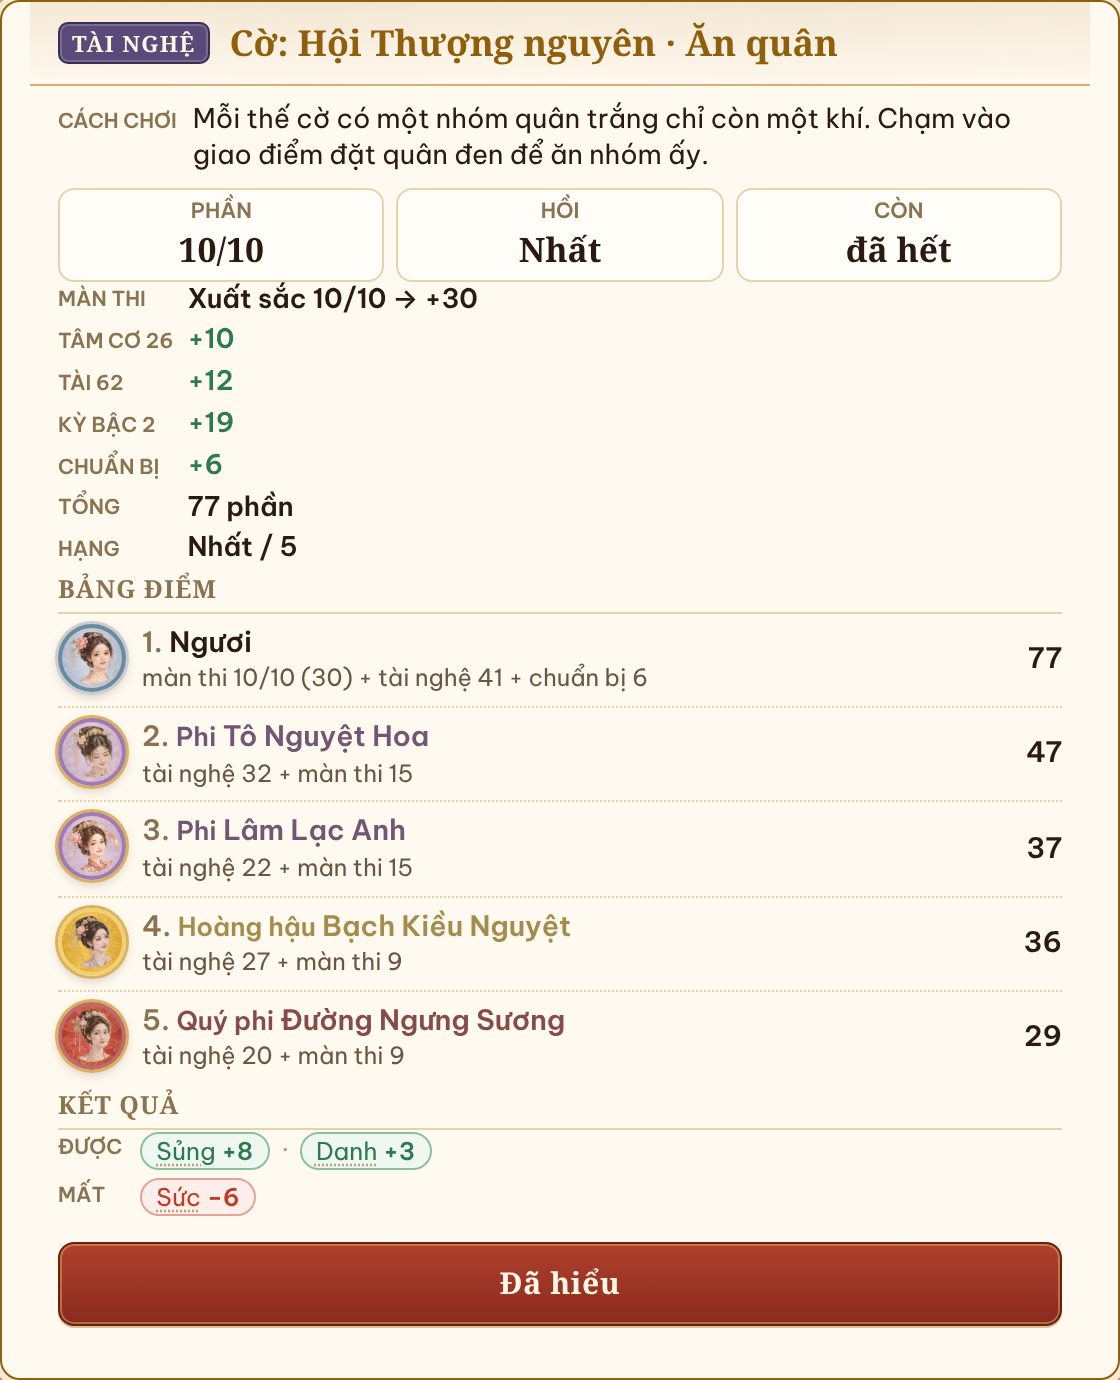 TÀI NGHỆ Cờ: Hội Thượng nguyên · Ăn quân
CÁCH CHƠI Mỗi thế cờ có một nhóm quân trắng chỉ còn một khí. Chạm vào
giao điểm đặt quân đen để ăn nhóm ấy.
PHẦN HỒI CÒN
10/10 Nhất đã hết
MÀN THI Xuất sắc 10/10 → +30
TÂM CƠ 26 +10
TÀI 62 +12
KỲ BẬC 2 +19
CHUẨN BỊ +6
TỔNG 77 phần
HẠNG Nhất / 5
BẢNG ĐIỂM
1. Ngươi 77
màn thi 10/10 (30) + tài nghệ 41 + chuẩn bị 6
2. Phi Tô Nguyệt Hoa 47
tài nghệ 32 + màn thi 15
3. Phi Lâm Lạc Anh 37
tài nghệ 22 + màn thi 15
4. Hoàng hậu Bạch Kiều Nguyệt 36
tài nghệ 27 + màn thi 9
5. Quý phi Đường Ngưng Sương 29
tài nghệ 20 + màn thi 9
KẾT QUẢ
ĐƯỢC Sủng +8 · Danh +3
MẤT Sức −6
Đã hiểu